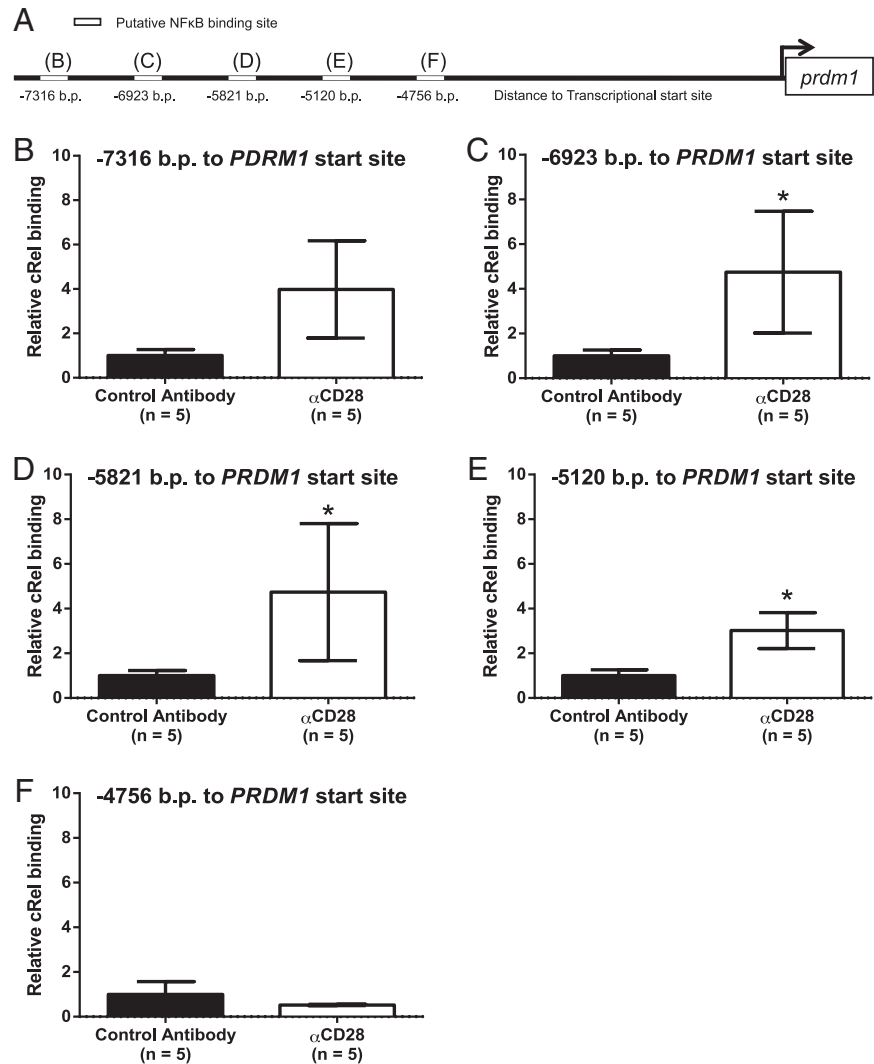 A
Putative NFκB binding site
(B) (C) (D) (E) (F)
prdm1
-7316 b.p. -6923 b.p. -5821 b.p. -5120 b.p. -4756 b.p. Distance to Transcriptional start site
B
-7316 b.p. to PDRM1 start site
Relative cRel binding
10
8
6
4
2
0
Control Antibody
(n = 5)
αCD28
(n = 5)
C
-6923 b.p. to PRDM1 start site
Relative cRel binding
10
8
6
4
2
0
*
Control Antibody
(n = 5)
αCD28
(n = 5)
D
-5821 b.p. to PRDM1 start site
Relative cRel binding
10
8
6
4
2
0
*
Control Antibody
(n = 5)
αCD28
(n = 5)
E
-5120 b.p. to PRDM1 start site
Relative cRel binding
10
8
6
4
2
0
*
Control Antibody
(n = 5)
αCD28
(n = 5)
F
-4756 b.p. to PRDM1 start site
Relative cRel binding
10
8
6
4
2
0
Control Antibody
(n = 5)
αCD28
(n = 5)